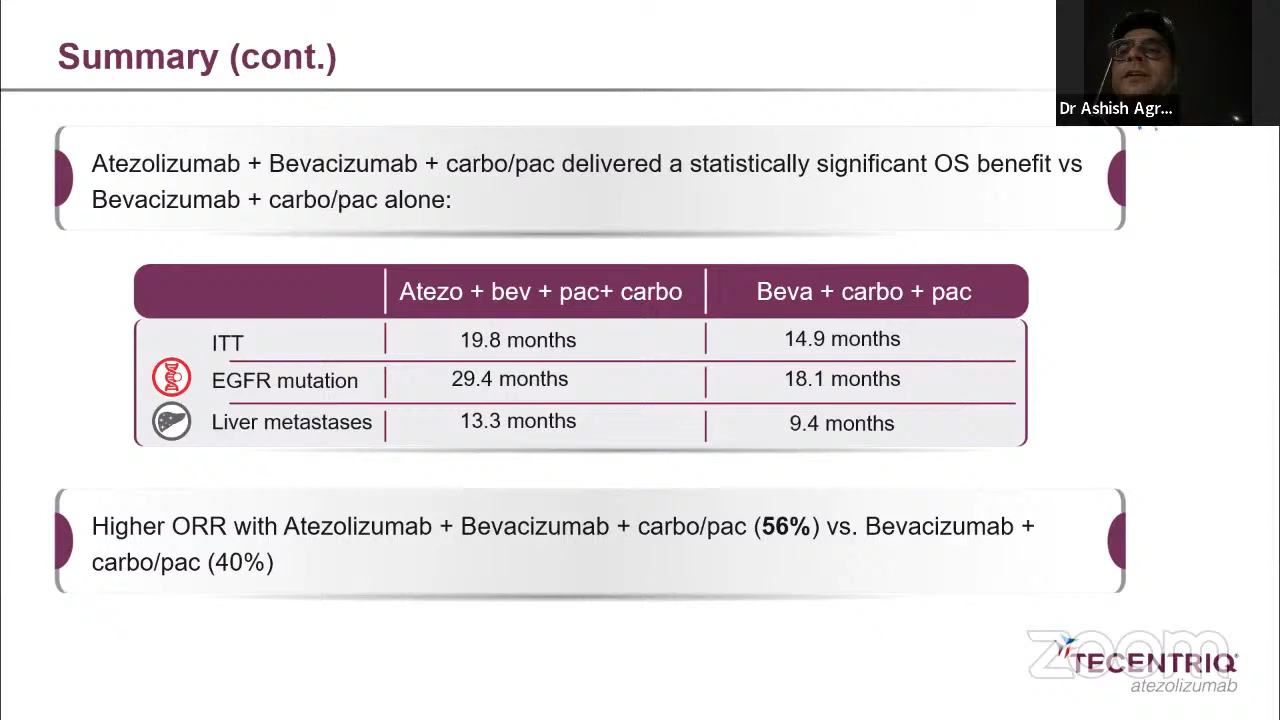 Summary (cont.)
Dr Ashish Agr...
Atezolizumab + Bevacizumab + carbo/pac delivered a statistically significant OS benefit vs
Bevacizumab + carbo/pac alone:
Atezo + bev + pac+ carbo Beva + carbo + pac
ITT 19.8 months 14.9 months
EGFR mutation 29.4 months 18.1 months
Liver metastases 13.3 months 9.4 months
Higher ORR with Atezolizumab + Bevacizumab + carbo/pac (56%) vs. Bevacizumab +
carbo/pac (40%)
zoom
TECENTRIQ®
atezolizumab